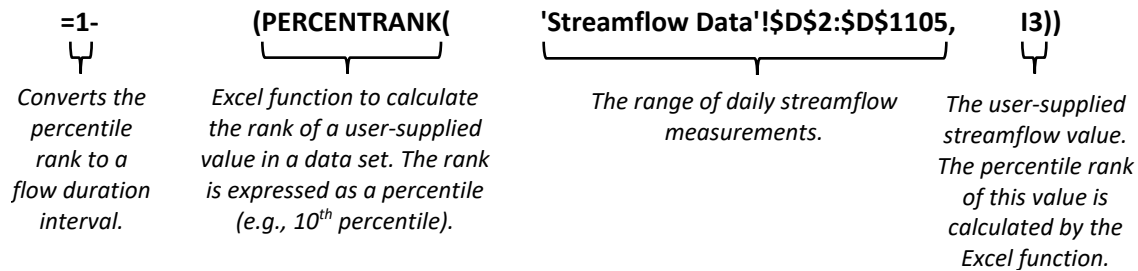 =1- (PERCENTRANK( 'Streamflow Data'!$D$2:$D$1105, I3))
Converts the
percentile
rank to a
flow duration
interval.
Excel function to calculate
the rank of a user-supplied
value in a data set. The rank
is expressed as a percentile
(e.g., 10th percentile).
The range of daily streamflow
measurements.
The user-supplied
streamflow value.
The percentile rank
of this value is
calculated by the
Excel function.